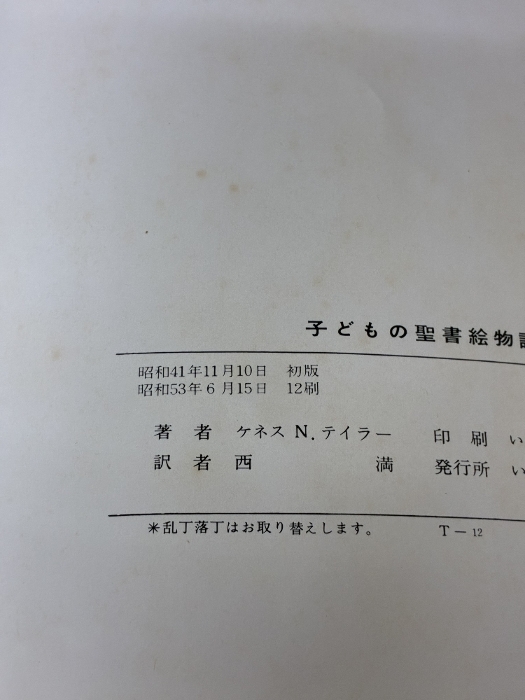 子どもの聖書絵物
昭和41年11月10日 初版
昭和53年6月15日 12刷
著者 ケネス N. テイラー 印刷 い
訳者 西 満 発行所 い
＊乱丁落丁はお取り替えします。 T－12